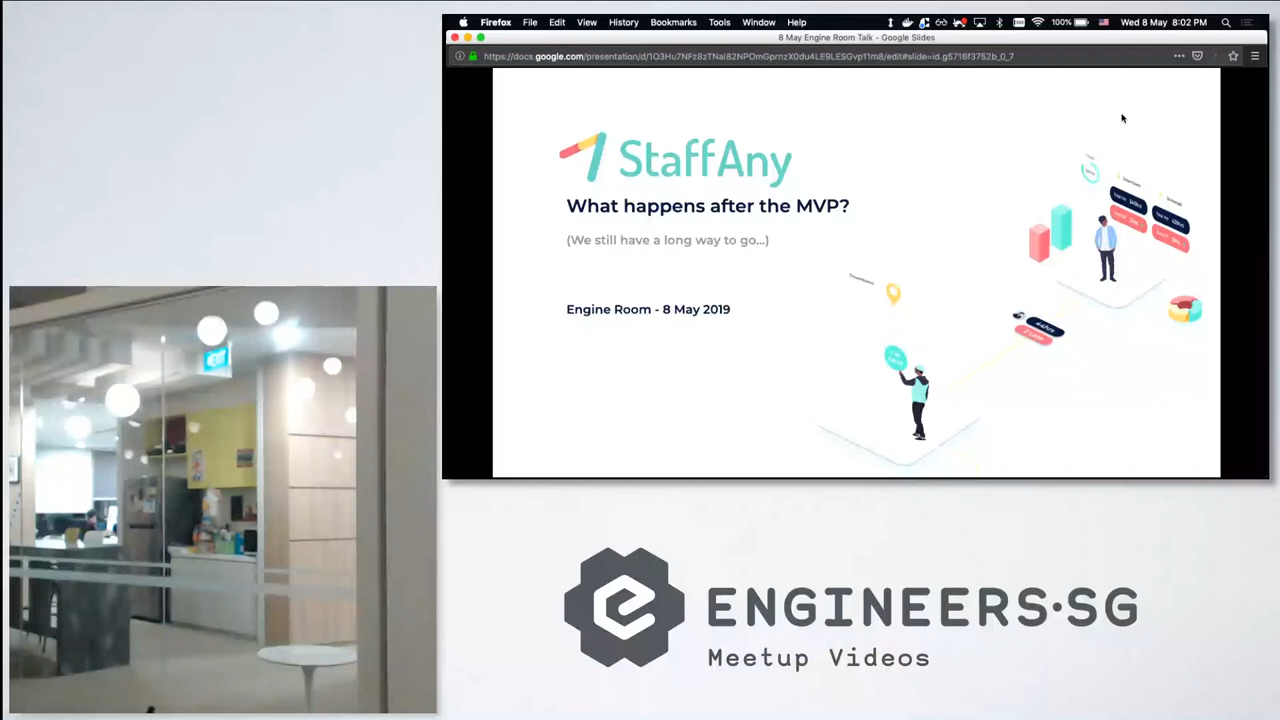 Firefox File Edit View History Bookmarks Tools Window Help
100% Wed 8 May 8:02 PM
8 May Engine Room Talk - Google Slides
StaffAny
What happens after the MVP?
(We still have a long way to go...)
Engine Room - 8 May 2019
44hrs
EXIT
ENGINEERS·SG
Meetup Videos